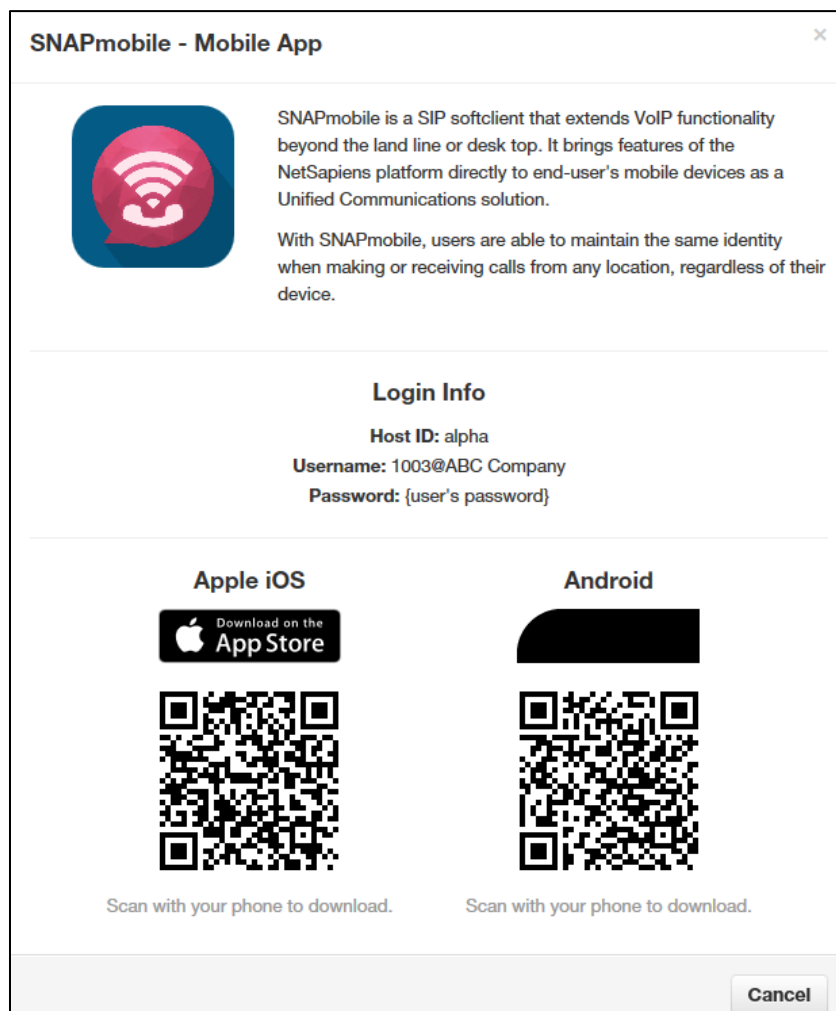 SNAPmobile - Mobile App
×
SNAPmobile is a SIP softclient that extends VoIP functionality
beyond the land line or desk top. It brings features of the
NetSapiens platform directly to end-user's mobile devices as a
Unified Communications solution.
With SNAPmobile, users are able to maintain the same identity
when making or receiving calls from any location, regardless of their
device.
Login Info
Host ID: alpha
Username: 1003@ABC Company
Password: {user's password}
Apple iOS
Download on the
App Store
Scan with your phone to download.
Android
Scan with your phone to download.
Cancel